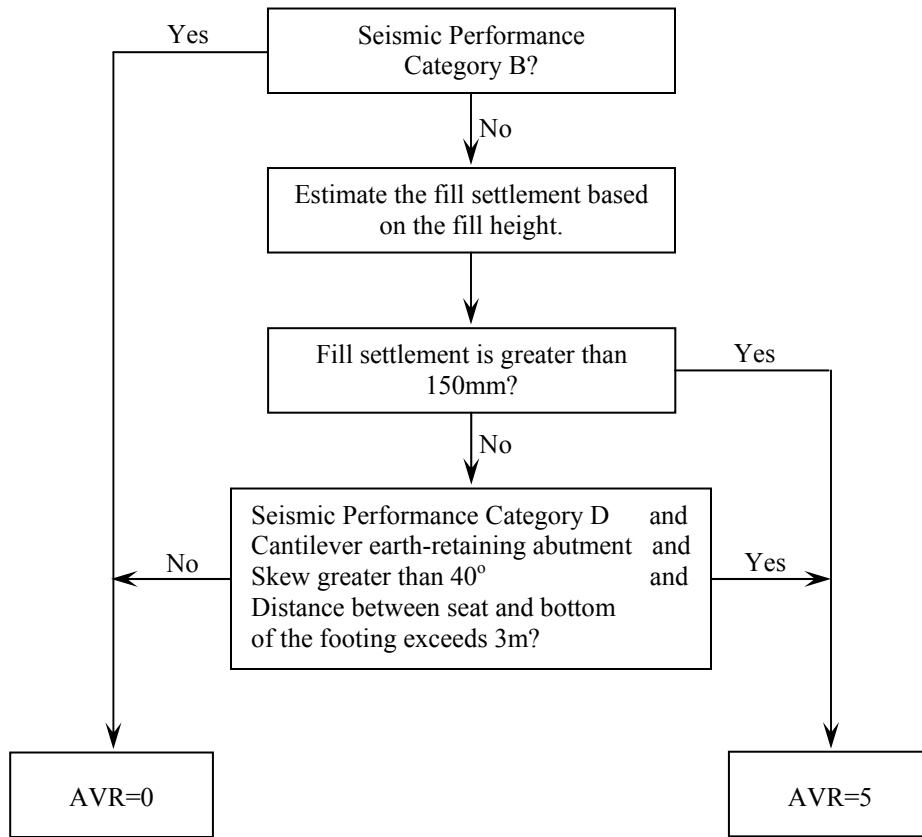 Yes
Seismic Performance
Category B?
No
Estimate the fill settlement based
on the fill height.
Fill settlement is greater than
150mm?
Yes
No
Seismic Performance Category D and
Cantilever earth-retaining abutment and
Skew greater than 40° and
Distance between seat and bottom
of the footing exceeds 3m?
No
Yes
AVR=0
AVR=5